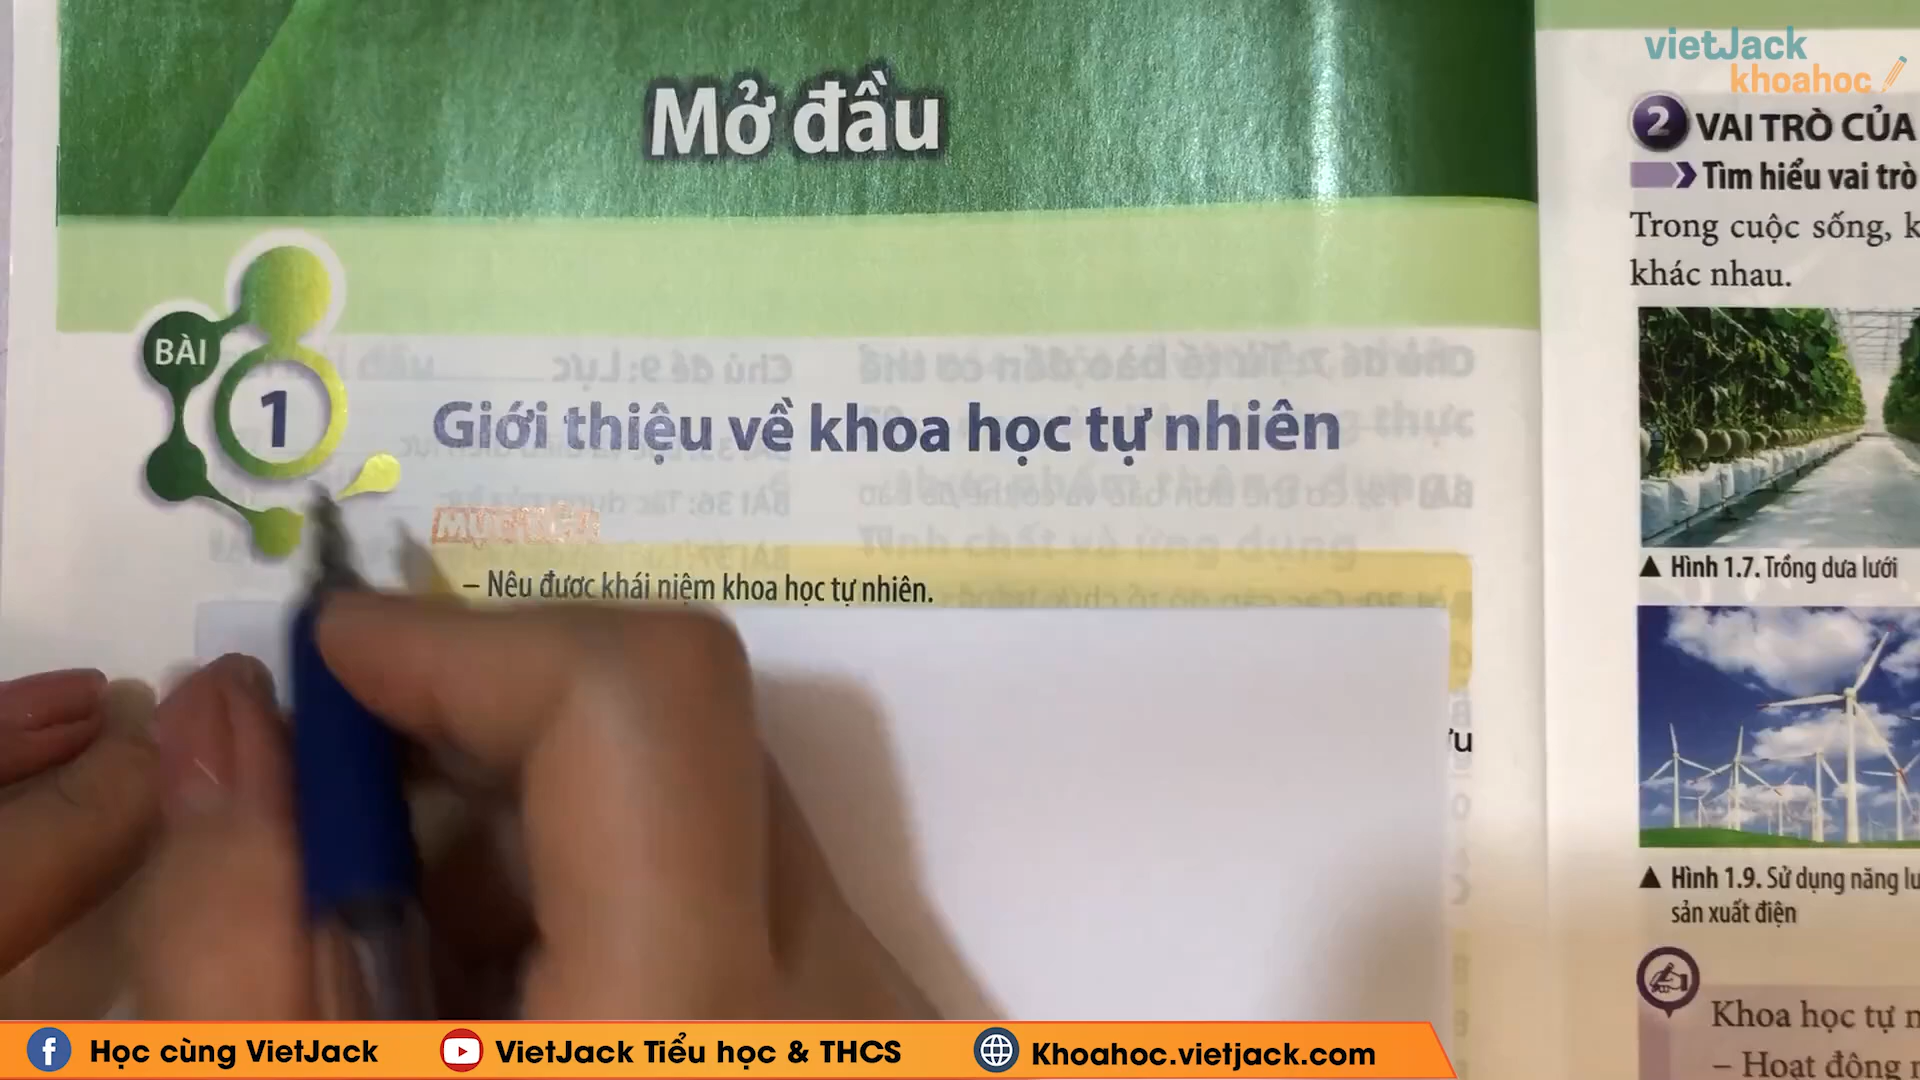 Mở đầu
BÀI
1
Giới thiệu về khoa học tự nhiên
MỤC TIÊU
– Nêu được khái niệm khoa học tự nhiên.
vietJack
khoahoc
2 VAI TRÒ CỦA
Tìm hiểu vai trò
Trong cuộc sống,
khác nhau.
▲ Hình 1.7. Trồng dưa lưới
▲ Hình 1.9. Sử dụng năng
sản xuất điện
Khoa học tự
– Hoạt động
Học cùng VietJack
VietJack Tiểu học & THCS
Khoahoc.vietjack.com